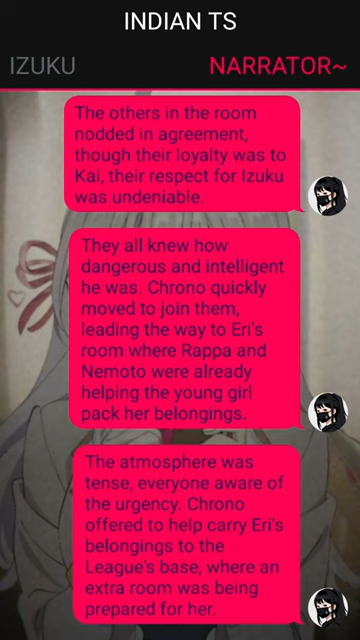 INDIAN TS
IZUKU
NARRATOR~
The others in the room
nodded in agreement,
though their loyalty was to
Kai, their respect for Izuku
was undeniable.
They all knew how
dangerous and intelligent
he was. Chrono quickly
moved to join them,
leading the way to Eri's
room where Rappa and
Nemoto were already
helping the young girl
pack her belongings.
The atmosphere was
tense, everyone aware of
the urgency. Chrono
offered to help carry Eri's
belongings to the
League's base, where an
extra room was being
prepared for her.